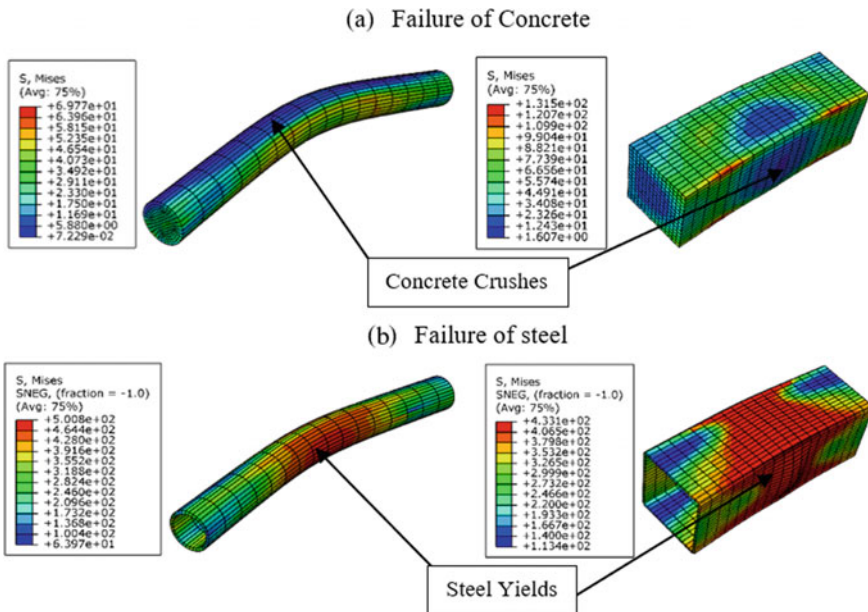 (a) Failure of Concrete
S, Mises
(Avg: 75%)
+6.977e+01
+6.396e+01
+5.815e+01
+5.235e+01
+4.654e+01
+4.073e+01
+3.492e+01
+2.911e+01
+2.330e+01
+1.750e+01
+1.169e+01
+5.880e+00
+7.229e-02
S, Mises
(Avg: 75%)
+1.315e+02
+1.207e+02
+1.099e+02
+9.904e+01
+8.821e+01
+7.739e+01
+6.656e+01
+5.574e+01
+4.491e+01
+3.408e+01
+2.326e+01
+1.243e+01
+1.607e+00
Concrete Crushes
(b) Failure of steel
S, Mises
SNEG, (fraction = -1.0)
(Avg: 75%)
+5.008e+02
+4.644e+02
+4.280e+02
+3.916e+02
+3.552e+02
+3.188e+02
+2.824e+02
+2.460e+02
+2.096e+02
+1.732e+02
+1.368e+02
+1.004e+02
+6.397e+01
S, Mises
SNEG, (fraction = -1.0)
(Avg: 75%)
+4.331e+02
+4.065e+02
+3.798e+02
+3.532e+02
+3.265e+02
+2.999e+02
+2.732e+02
+2.466e+02
+2.200e+02
+1.933e+02
+1.667e+02
+1.400e+02
+1.134e+02
Steel Yields